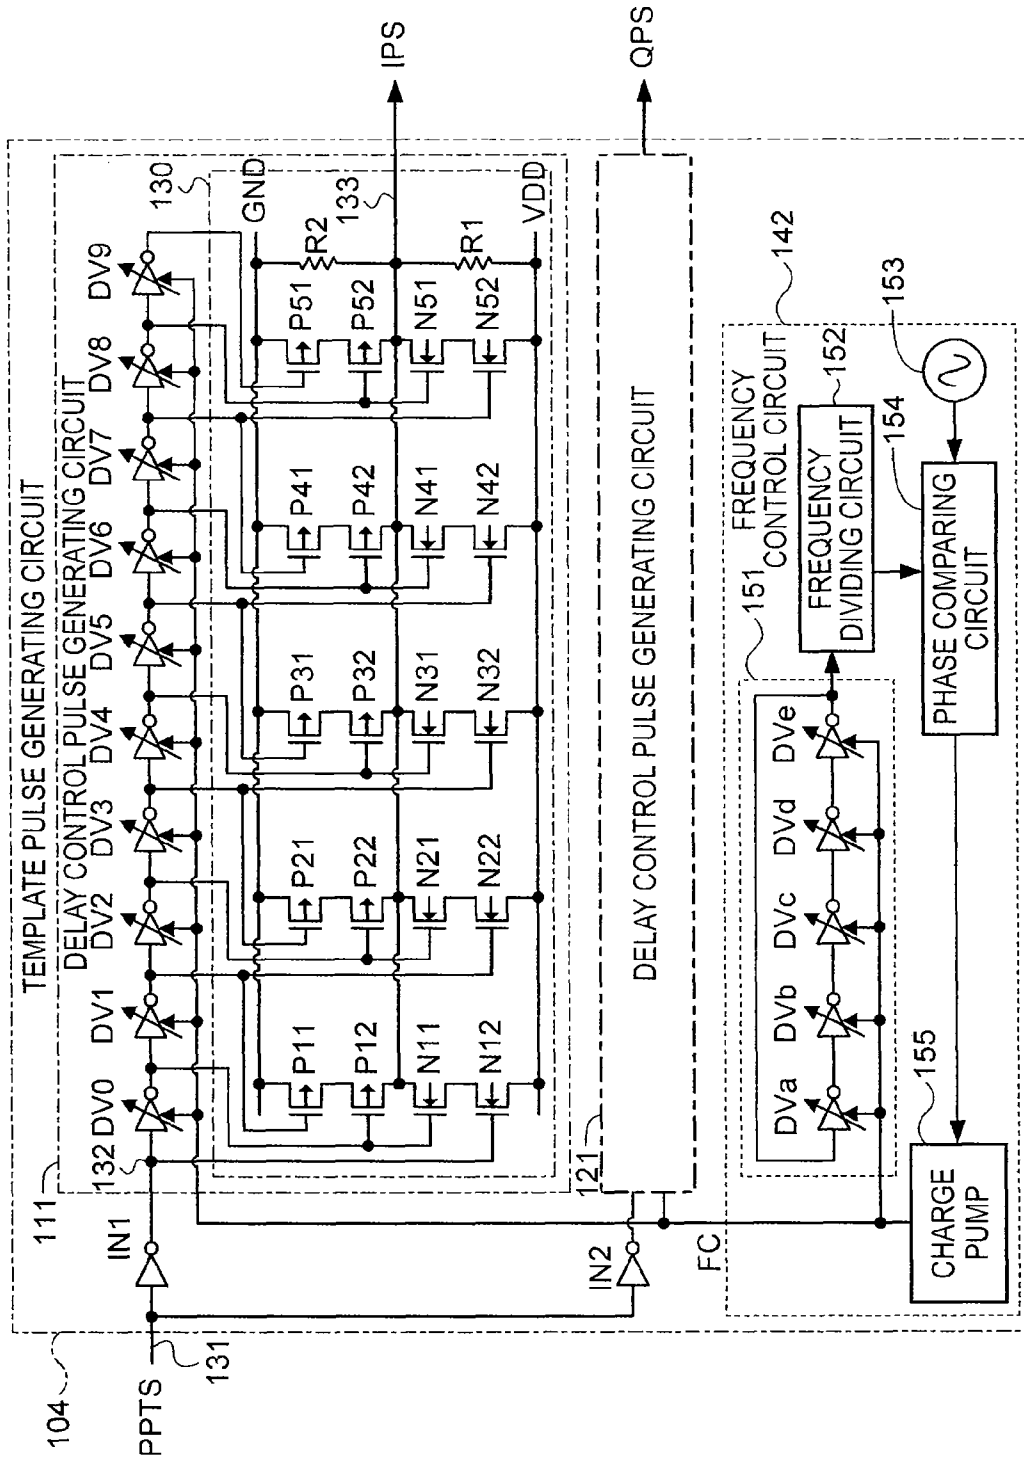 TEMPLATE PULSE GENERATING CIRCUIT
111
DELAY CONTROL PULSE GENERATING CIRCUIT
IN1
132
DV0
DV1
DV2
DV3
DV4
DV5
DV6
DV7
DV8
DV9
130
104
PPTS
131
GND
P11
P21
P31
P41
P51
R2
P12
P22
P32
P42
P52
133
IPS
N11
N21
N31
N41
N51
R1
N12
N22
N32
N42
N52
VDD
121
IN2
DELAY CONTROL PULSE GENERATING CIRCUIT
QPS
FC
142
FREQUENCY
CONTROL CIRCUIT
151
DVa
DVb
DVc
DVd
DVe
FREQUENCY
DIVIDING CIRCUIT
152
153
154
PHASE COMPARING
CIRCUIT
155
CHARGE
PUMP